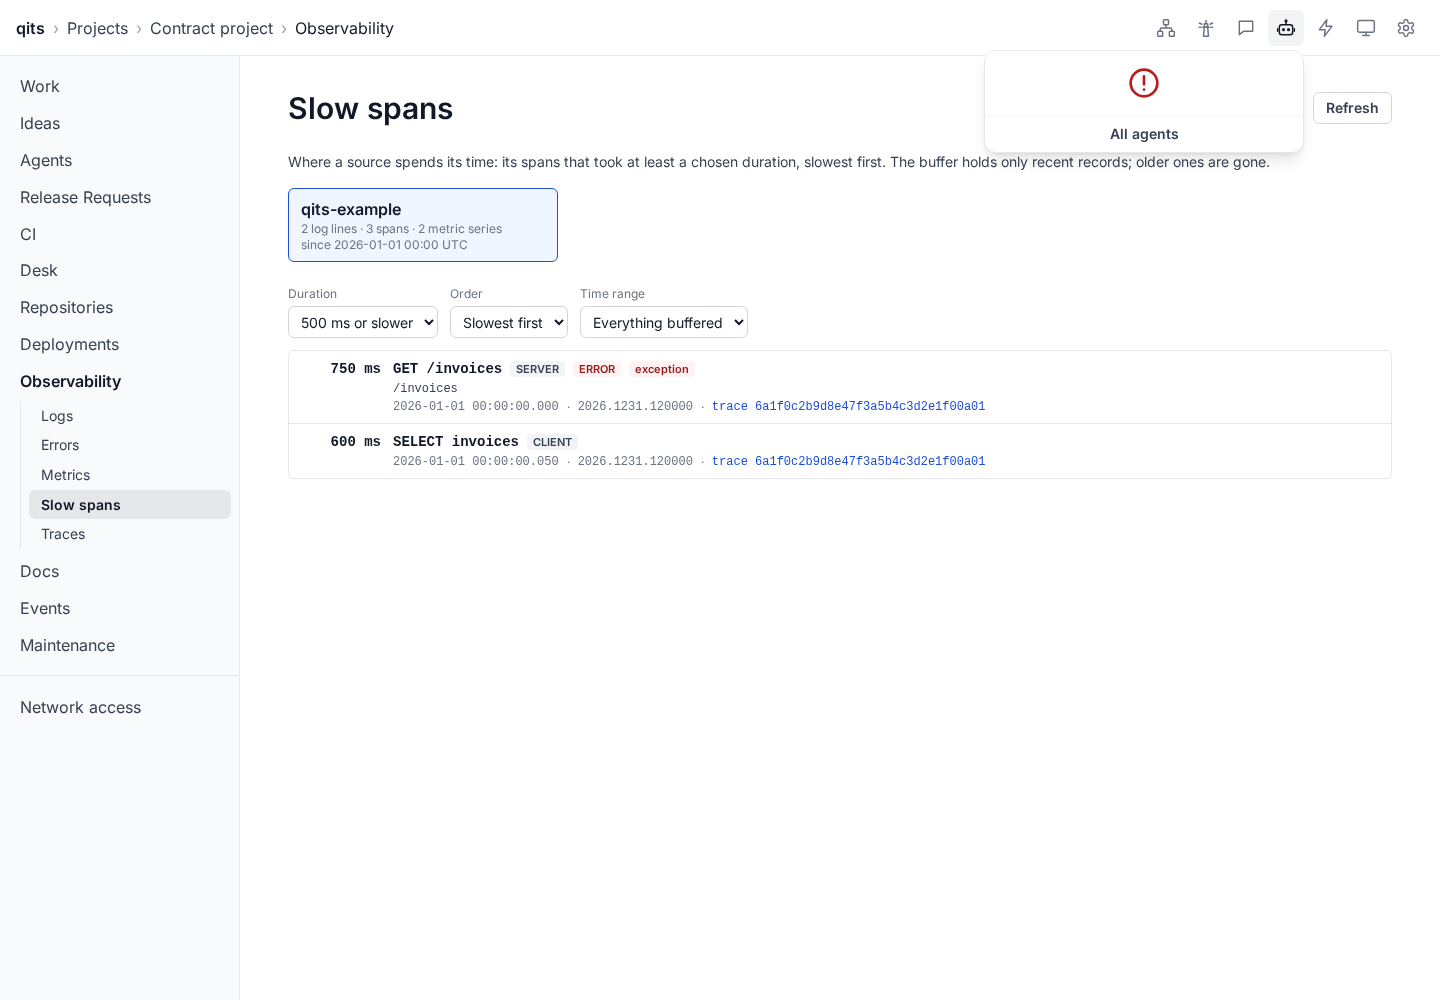 qits › Projects › Contract project › Observability
All agents
Work
Ideas
Agents
Release Requests
CI
Desk
Repositories
Deployments
Observability
Logs
Errors
Metrics
Slow spans
Traces
Docs
Events
Maintenance
Network access
Slow spans
Refresh
Where a source spends its time: its spans that took at least a chosen duration, slowest first. The buffer holds only recent records; older ones are gone.
qits-example
2 log lines · 3 spans · 2 metric series
since 2026-01-01 00:00 UTC
Duration Order Time range
500 ms or slower Slowest first Everything buffered
750 ms GET /invoices SERVER ERROR exception
/invoices
2026-01-01 00:00:00.000 · 2026.1231.120000 · trace 6a1f0c2b9d8e47f3a5b4c3d2e1f00a01
600 ms SELECT invoices CLIENT
2026-01-01 00:00:00.050 · 2026.1231.120000 · trace 6a1f0c2b9d8e47f3a5b4c3d2e1f00a01